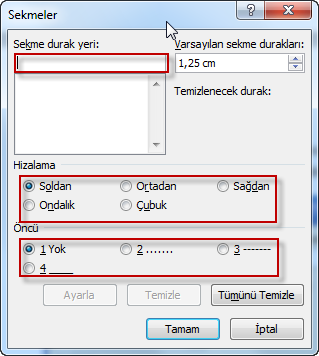 Sekmeler
Sekme durak yeri: Varsayılan sekme durakları:
1,25 cm
Temizlenecek durak:
Hizalama
Soldan Ortadan Sağdan
Ondalık Çubuk
Öncü
1 Yok 2 ....... 3 -------
4 ____
Ayarla Temizle Tümünü Temizle
Tamam İptal